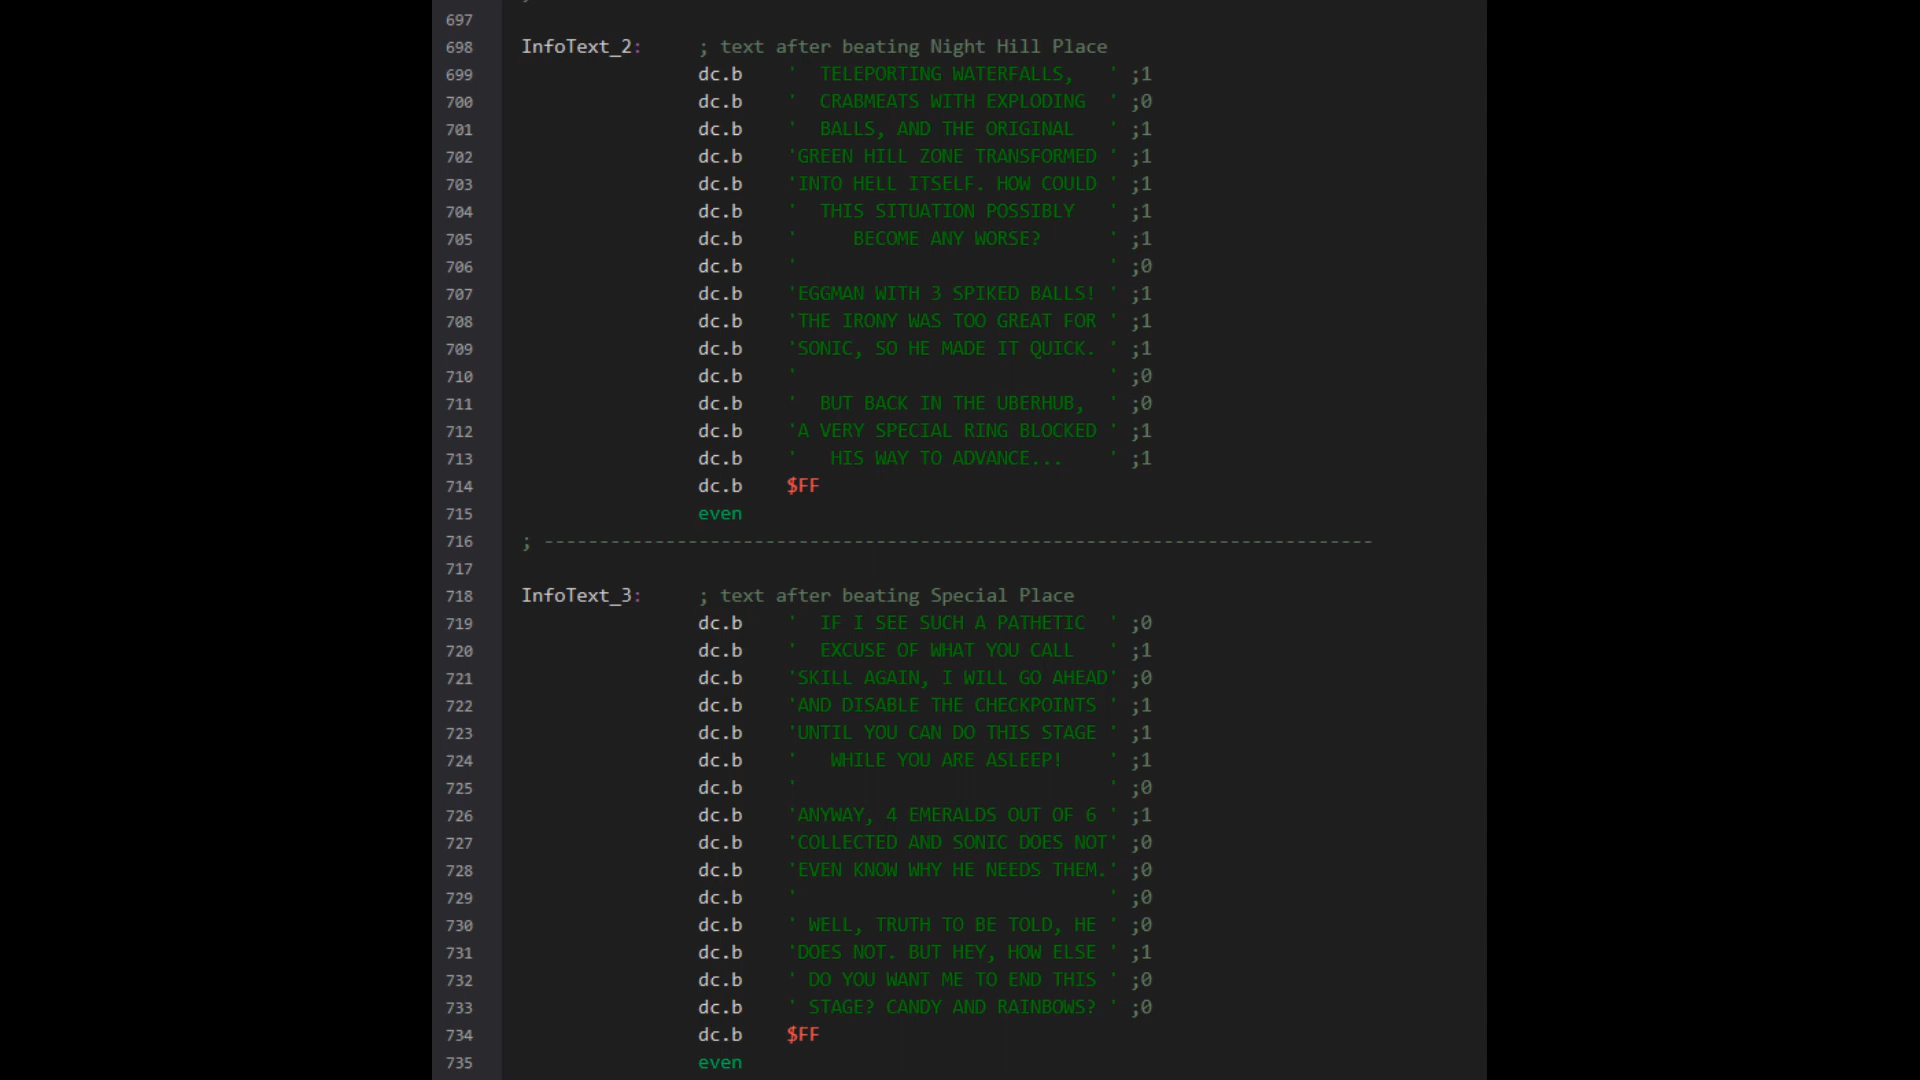 697
698 InfoText_2: ; text after beating Night Hill Place
699 dc.b '  TELEPORTING WATERFALLS,    ' ;1
700 dc.b '  CRABMEATS WITH EXPLODING  ' ;0
701 dc.b '  BALLS, AND THE ORIGINAL    ' ;1
702 dc.b 'GREEN HILL ZONE TRANSFORMED ' ;1
703 dc.b 'INTO HELL ITSELF. HOW COULD ' ;1
704 dc.b '  THIS SITUATION POSSIBLY   ' ;1
705 dc.b '     BECOME ANY WORSE?      ' ;1
706 dc.b '                            ' ;0
707 dc.b 'EGGMAN WITH 3 SPIKED BALLS! ' ;1
708 dc.b 'THE IRONY WAS TOO GREAT FOR ' ;1
709 dc.b 'SONIC, SO HE MADE IT QUICK. ' ;1
710 dc.b '                            ' ;0
711 dc.b '  BUT BACK IN THE UBERHUB,  ' ;0
712 dc.b 'A VERY SPECIAL RING BLOCKED ' ;1
713 dc.b '   HIS WAY TO ADVANCE...    ' ;1
714 dc.b $FF
715 even
716 ; ---------------------------------------------------------------------------
717
718 InfoText_3: ; text after beating Special Place
719 dc.b '  IF I SEE SUCH A PATHETIC  ' ;0
720 dc.b '  EXCUSE OF WHAT YOU CALL   ' ;1
721 dc.b 'SKILL AGAIN, I WILL GO AHEAD' ;0
722 dc.b 'AND DISABLE THE CHECKPOINTS ' ;1
723 dc.b 'UNTIL YOU CAN DO THIS STAGE ' ;1
724 dc.b '   WHILE YOU ARE ASLEEP!    ' ;1
725 dc.b '                            ' ;0
726 dc.b 'ANYWAY, 4 EMERALDS OUT OF 6 ' ;1
727 dc.b 'COLLECTED AND SONIC DOES NOT' ;0
728 dc.b 'EVEN KNOW WHY HE NEEDS THEM.' ;0
729 dc.b '                            ' ;0
730 dc.b ' WELL, TRUTH TO BE TOLD, HE ' ;0
731 dc.b 'DOES NOT. BUT HEY, HOW ELSE ' ;1
732 dc.b ' DO YOU WANT ME TO END THIS ' ;0
733 dc.b ' STAGE? CANDY AND RAINBOWS? ' ;0
734 dc.b $FF
735 even